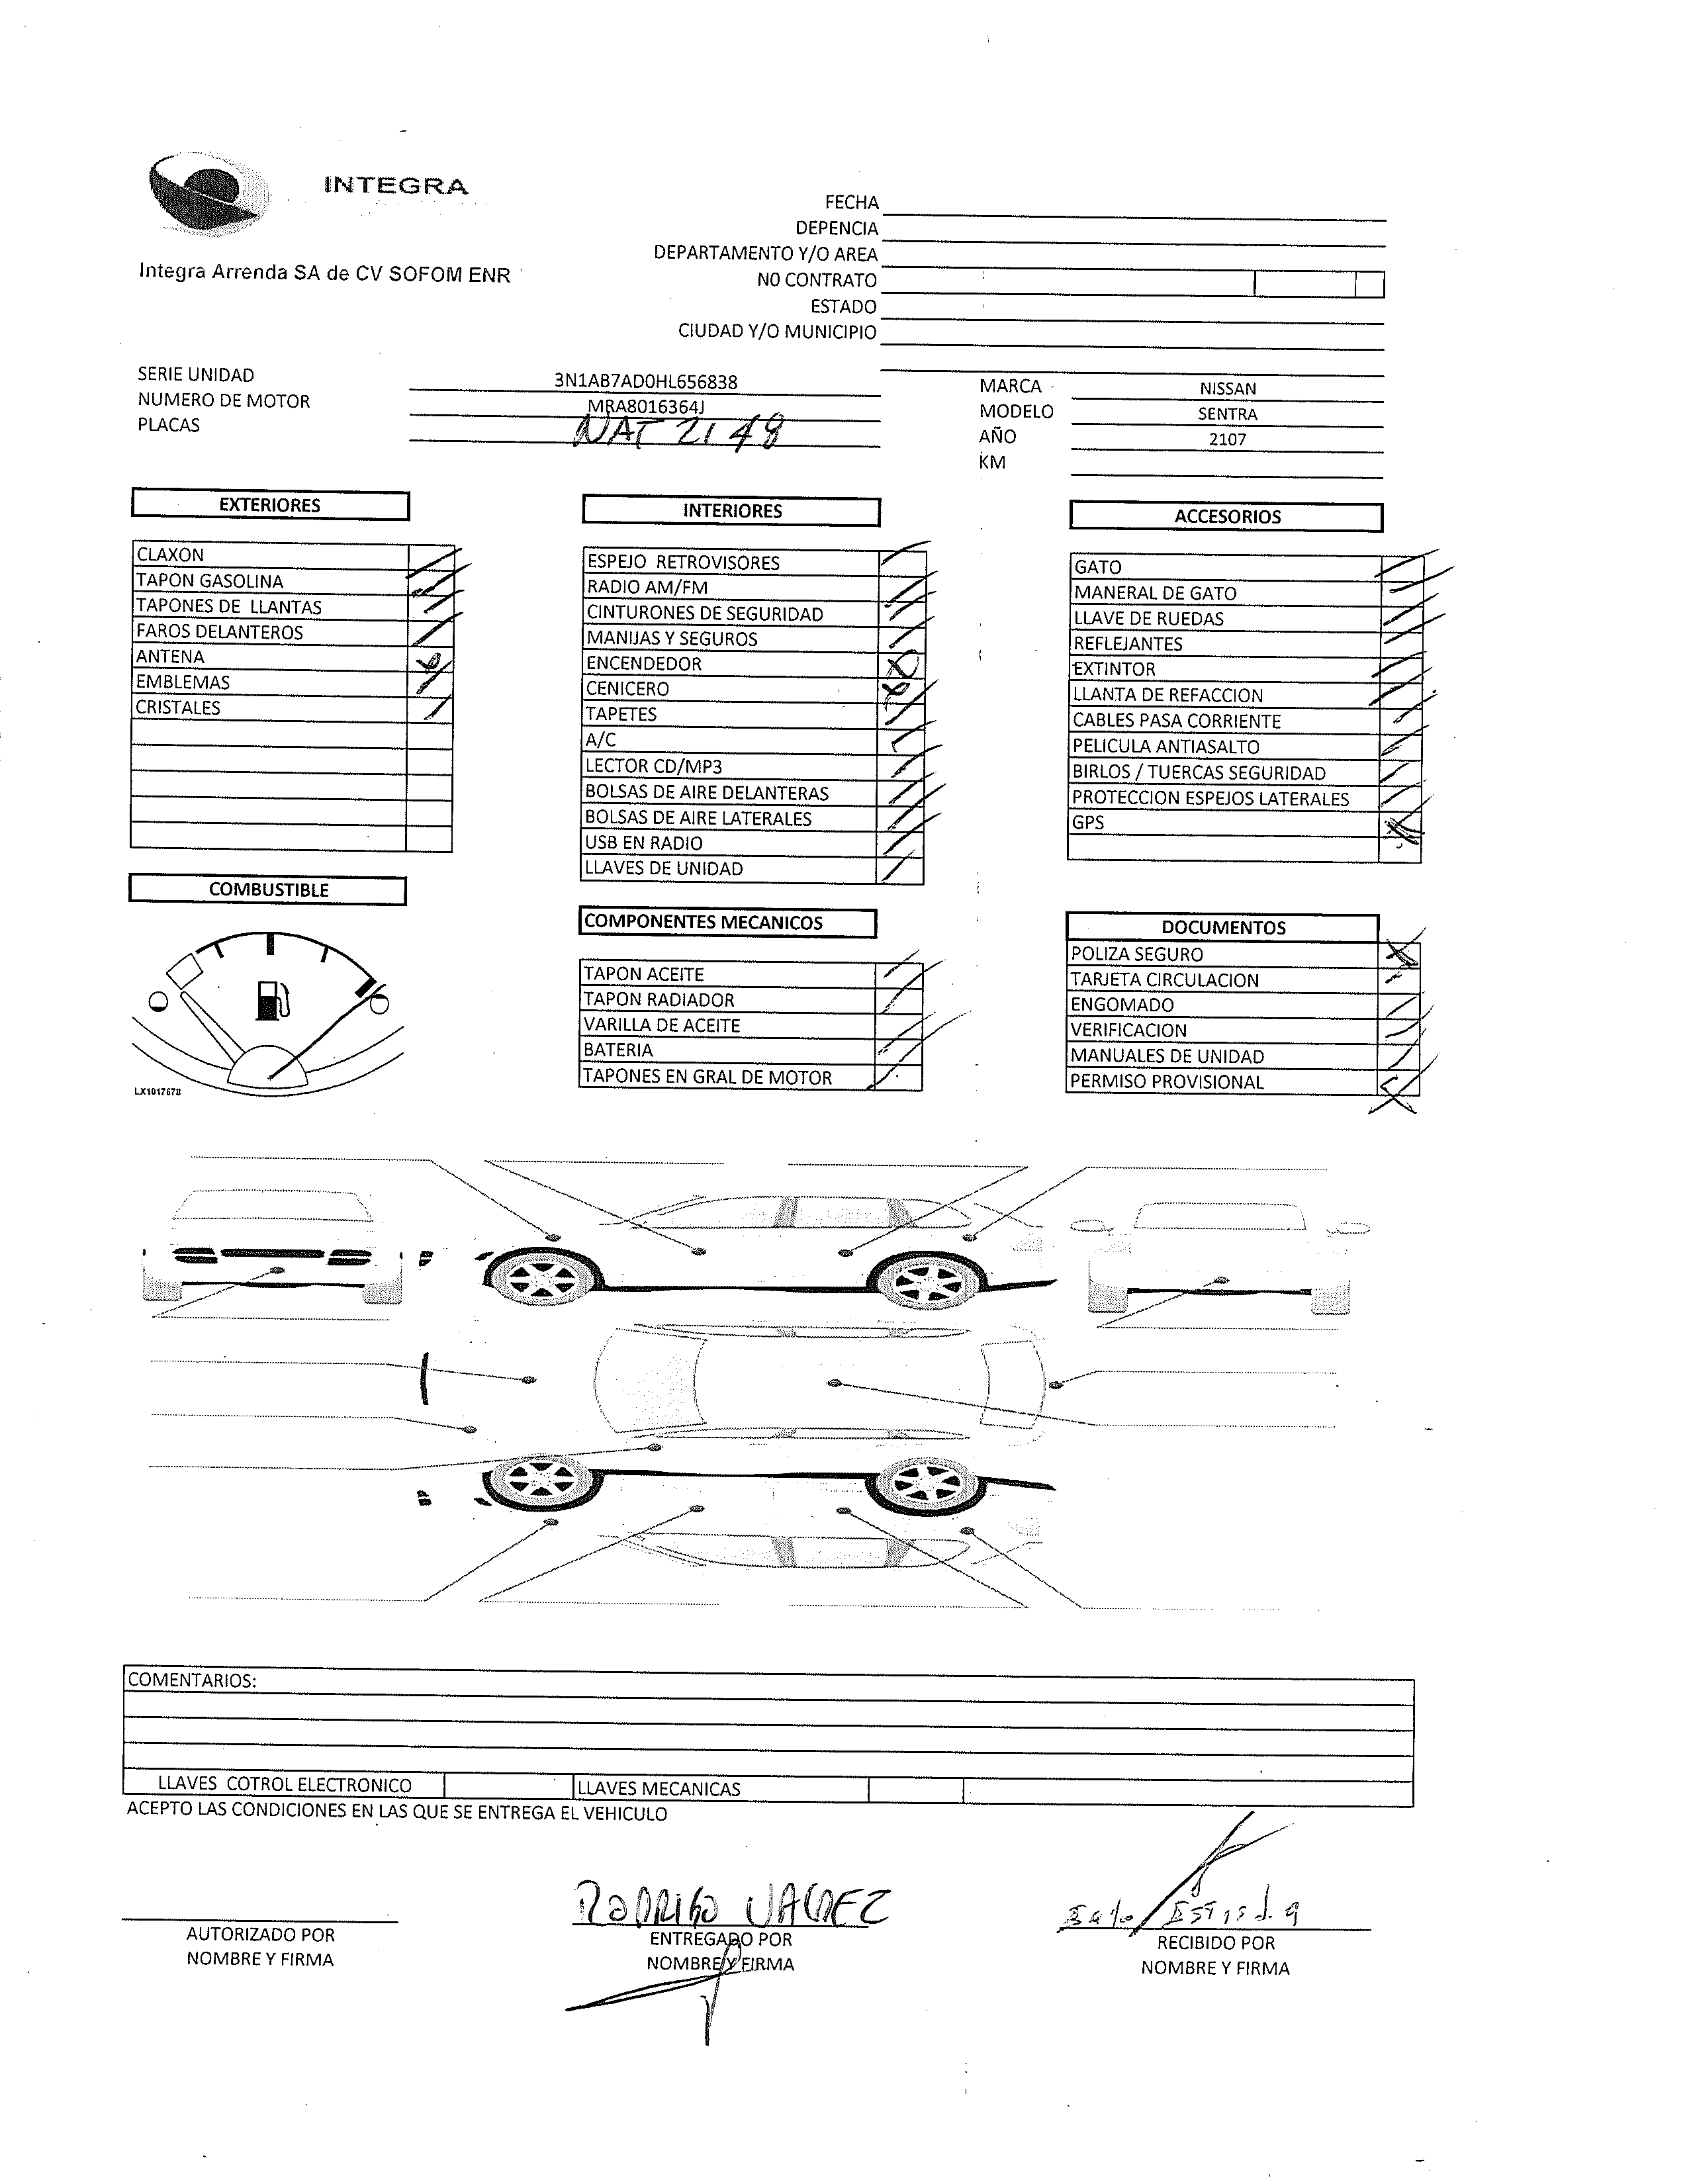 INTEGRA
Integra Arrenda SA de CV SOFOM ENR
FECHA
DEPENCIA
DEPARTAMENTO Y/O AREA
NO CONTRATO
ESTADO
CIUDAD Y/O MUNICIPIO
SERIE UNIDAD 3N1AB7AD0HL656838
NUMERO DE MOTOR MRA8016364J
PLACAS NAT 2148
MARCA NISSAN
MODELO SENTRA
AÑO 2107
KM
EXTERIORES
CLAXON
TAPON GASOLINA
TAPONES DE LLANTAS
FAROS DELANTEROS
ANTENA
EMBLEMAS
CRISTALES
INTERIORES
ESPEJO RETROVISORES
RADIO AM/FM
CINTURONES DE SEGURIDAD
MANIJAS Y SEGUROS
ENCENDEDOR
CENICERO
TAPETES
A/C
LECTOR CD/MP3
BOLSAS DE AIRE DELANTERAS
BOLSAS DE AIRE LATERALES
USB EN RADIO
LLAVES DE UNIDAD
ACCESORIOS
GATO
MANERAL DE GATO
LLAVE DE RUEDAS
REFLEJANTES
EXTINTOR
LLANTA DE REFACCION
CABLES PASA CORRIENTE
PELICULA ANTIASALTO
BIRLOS / TUERCAS SEGURIDAD
PROTECCION ESPEJOS LATERALES
GPS
COMBUSTIBLE
LX1017678
COMPONENTES MECANICOS
TAPON ACEITE
TAPON RADIADOR
VARILLA DE ACEITE
BATERIA
TAPONES EN GRAL DE MOTOR
DOCUMENTOS
POLIZA SEGURO
TARJETA CIRCULACION
ENGOMADO
VERIFICACION
MANUALES DE UNIDAD
PERMISO PROVISIONAL
COMENTARIOS:
LLAVES COTROL ELECTRONICO LLAVES MECANICAS
ACEPTO LAS CONDICIONES EN LAS QUE SE ENTREGA EL VEHICULO
AUTORIZADO POR
NOMBRE Y FIRMA
RODRIGO VALDEZ
ENTREGADO POR
NOMBRE Y FIRMA
RECIBIDO POR
NOMBRE Y FIRMA